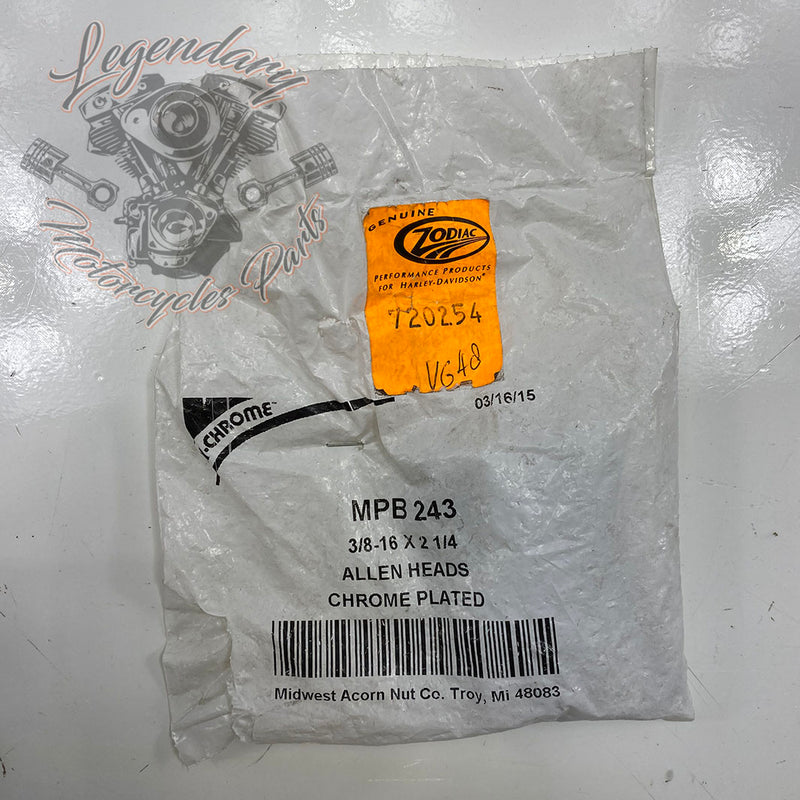 Legendary
Motorcycles Parts
GENUINE
ZODIAC
PERFORMANCE PRODUCTS
FOR HARLEY-DAVIDSON®
720254
VG48
-CHROME™
03/16/15
MPB 243
3/8-16 X 2 1/4
ALLEN HEADS
CHROME PLATED
Midwest Acorn Nut Co. Troy, Mi 48083